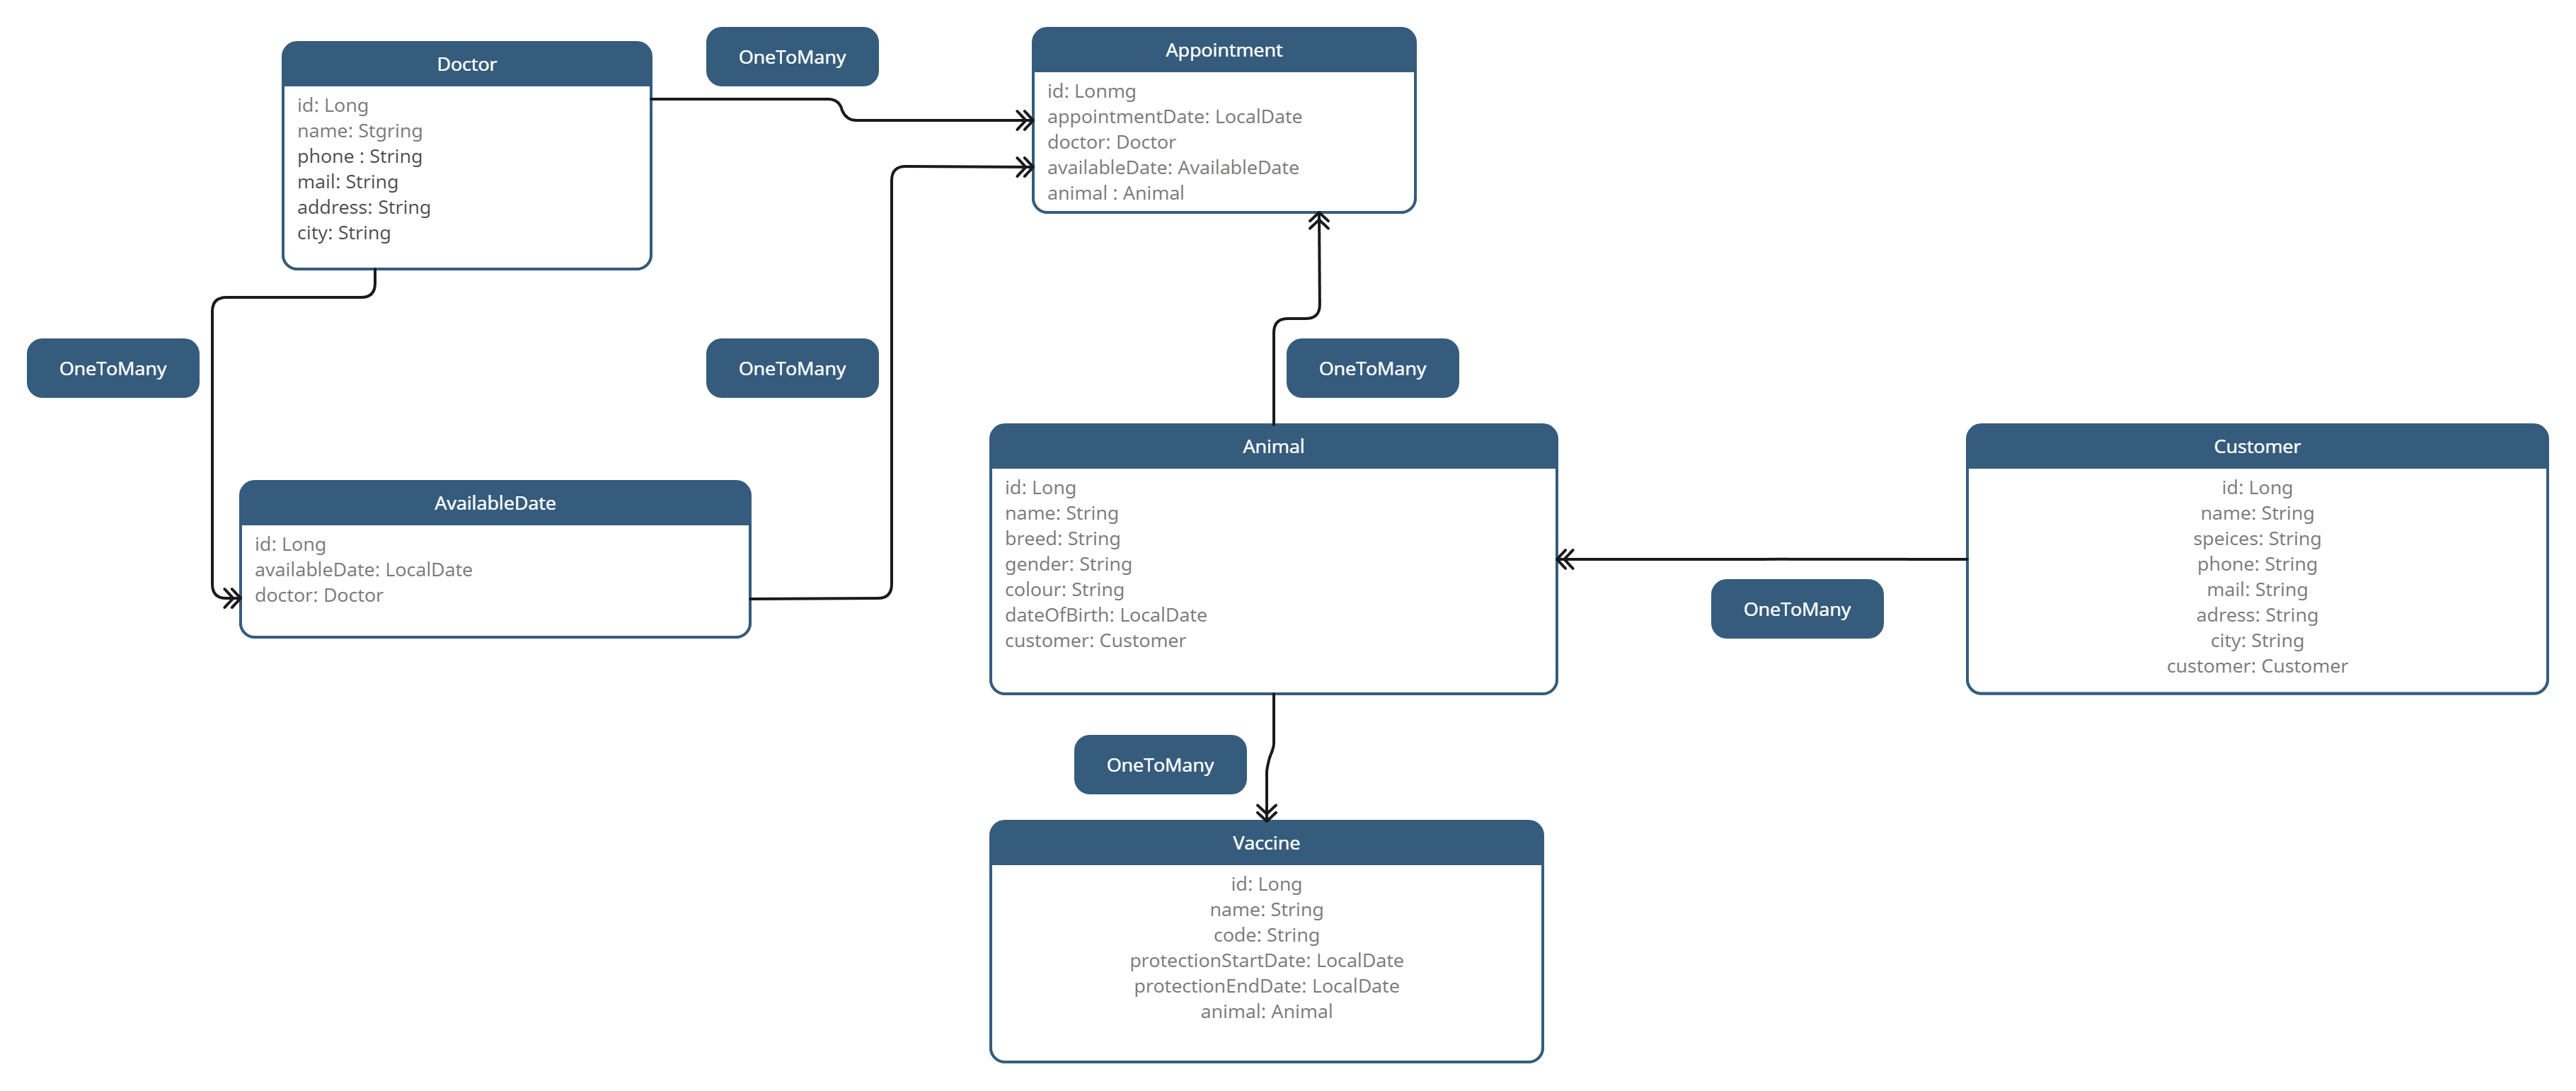 Doctor
id: Long
name: Stgring
phone : String
mail: String
address: String
city: String
OneToMany
Appointment
id: Lonmg
appointmentDate: LocalDate
doctor: Doctor
availableDate: AvailableDate
animal : Animal
OneToMany
OneToMany
OneToMany
AvailableDate
id: Long
availableDate: LocalDate
doctor: Doctor
Animal
id: Long
name: String
breed: String
gender: String
colour: String
dateOfBirth: LocalDate
customer: Customer
OneToMany
Customer
id: Long
name: String
speices: String
phone: String
mail: String
adress: String
city: String
customer: Customer
OneToMany
Vaccine
id: Long
name: String
code: String
protectionStartDate: LocalDate
protectionEndDate: LocalDate
animal: Animal